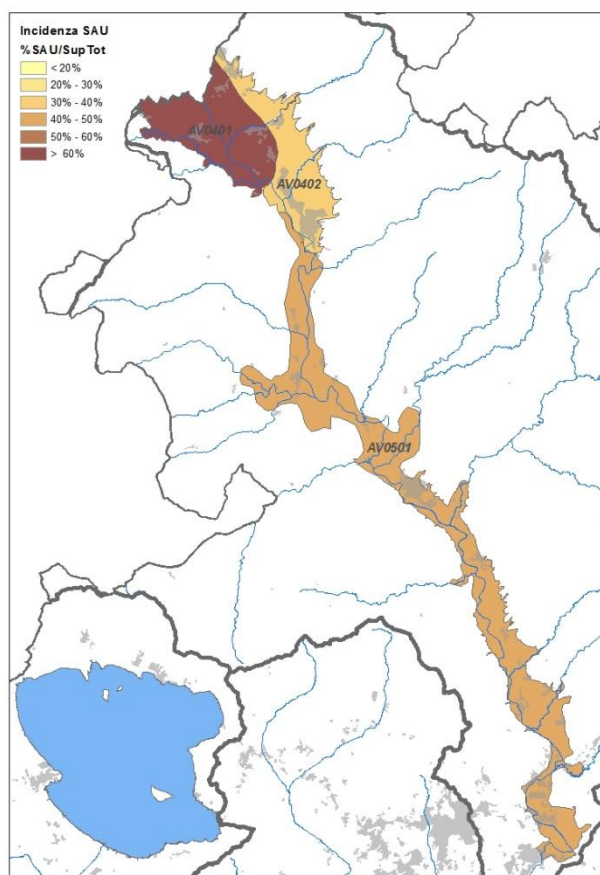 Incidenza SAU
%SAU/SupTot
< 20%
20% - 30%
30% - 40%
40% - 50%
50% - 60%
> 60%
AV0401
AV0402
AV0501